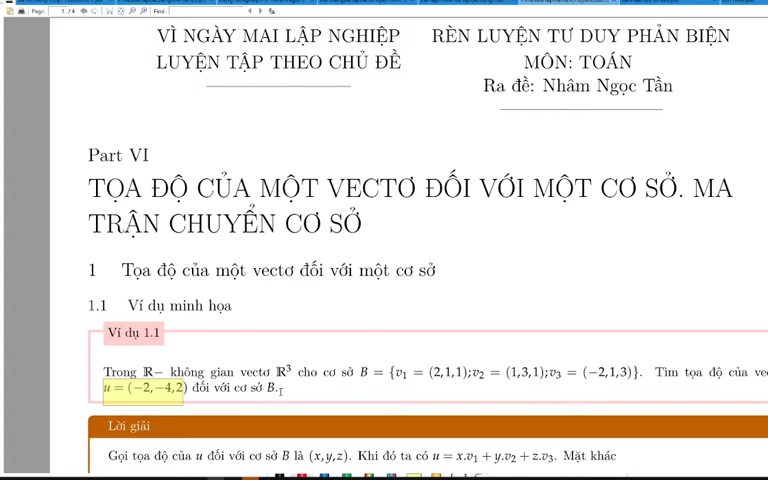 Page: 1 / 4 Find:
VÌ NGÀY MAI LẬP NGHIỆP RÈN LUYỆN TƯ DUY PHẢN BIỆN
LUYỆN TẬP THEO CHỦ ĐỀ MÔN: TOÁN
Ra đề: Nhâm Ngọc Tần
Part VI
TỌA ĐỘ CỦA MỘT VECTƠ ĐỐI VỚI MỘT CƠ SỞ. MA
TRẬN CHUYỂN CƠ SỞ
1 Tọa độ của một vectơ đối với một cơ sở
1.1 Ví dụ minh họa
Ví dụ 1.1
Trong ℝ− không gian vectơ ℝ³ cho cơ sở B = {v₁ = (2,1,1);v₂ = (1,3,1);v₃ = (−2,1,3)}. Tìm tọa độ của
u = (−2,−4,2) đối với cơ sở B.
Lời giải
Gọi tọa độ của u đối với cơ sở B là (x,y,z). Khi đó ta có u = x.v₁ + y.v₂ + z.v₃. Mặt khác